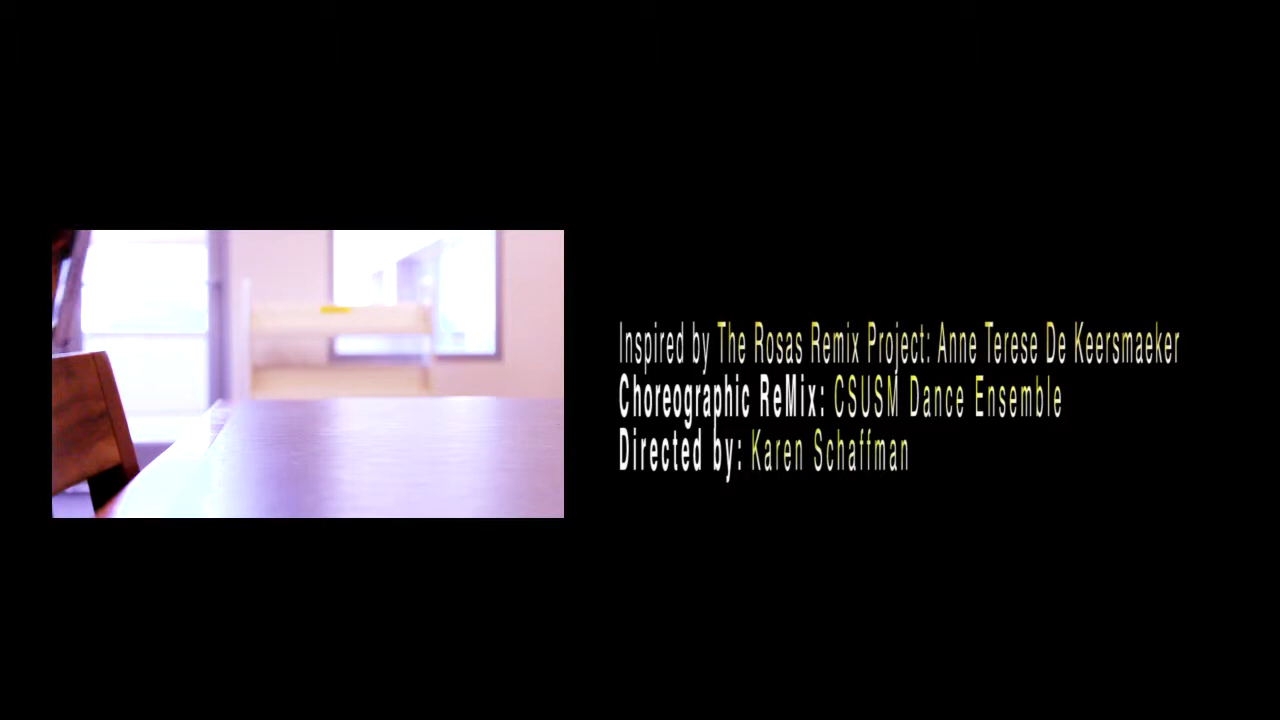 Inspired by The Rosas Remix Project: Anne Terese De Keersmaeker
Choreographic ReMix: CSUSM Dance Ensemble
Directed by: Karen Schaffman